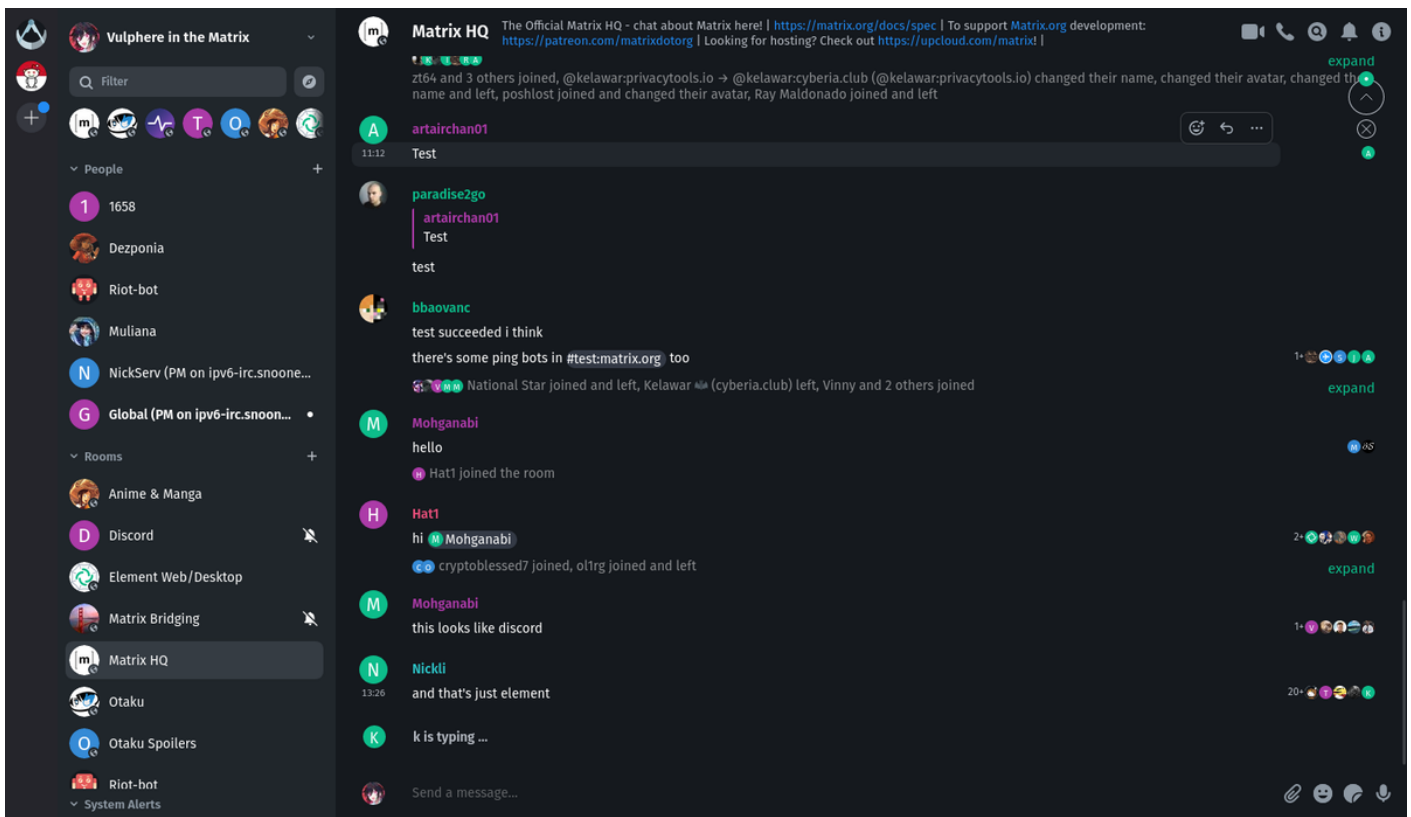 Vulphere in the Matrix
Filter
m T O
People
1 1658
Dezponia
Riot-bot
Muliana
N NickServ (PM on ipv6-irc.snoone...
G Global (PM on ipv6-irc.snoon...
Rooms
Anime & Manga
D Discord
Element Web/Desktop
Matrix Bridging
m Matrix HQ
Otaku
O Otaku Spoilers
Riot-bot
System Alerts
m Matrix HQ The Official Matrix HQ - chat about Matrix here! | https://matrix.org/docs/spec | To support Matrix.org development:
https://patreon.com/matrixdotorg | Looking for hosting? Check out https://upcloud.com/matrix! |
expand
zt64 and 3 others joined, @kelawar:privacytools.io → @kelawar:cyberia.club (@kelawar:privacytools.io) changed their name, changed their avatar, changed
name and left, poshlost joined and changed their avatar, Ray Maldonado joined and left
A artairchan01
11:12 Test A
paradise2go
artairchan01
Test
test
bbaovanc
test succeeded i think
there's some ping bots in #test:matrix.org too 1+ S J A
V M M National Star joined and left, Kelawar (cyberia.club) left, Vinny and 2 others joined expand
M Mohganabi
hello M
H Hat1 joined the room
H Hat1
hi M Mohganabi 2+ W
C O cryptoblessed7 joined, ol1rg joined and left expand
M Mohganabi
this looks like discord 1+ V
N Nickli
13:26 and that's just element 20+ T K
K k is typing ...
Send a message...